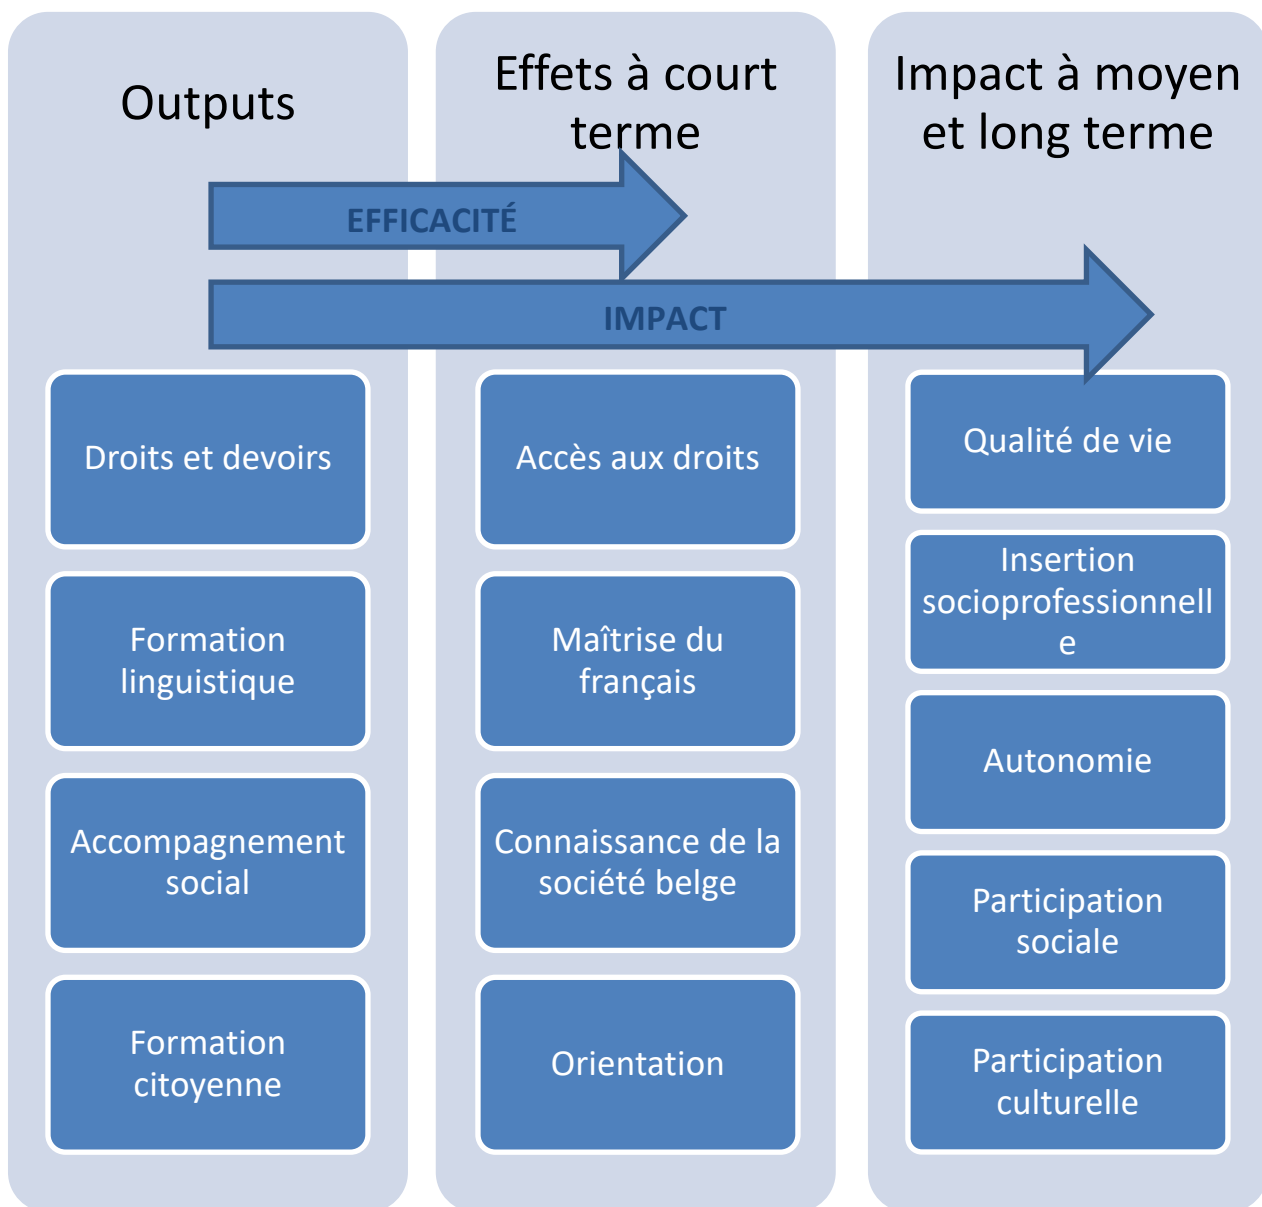 Outputs
Effets à court
terme
Impact à moyen
et long terme
EFFICACITÉ
IMPACT
Droits et devoirs
Formation
linguistique
Accompagnement
social
Formation
citoyenne
Accès aux droits
Maîtrise du
français
Connaissance de la
société belge
Orientation
Qualité de vie
Insertion
socioprofessionnell
e
Autonomie
Participation
sociale
Participation
culturelle